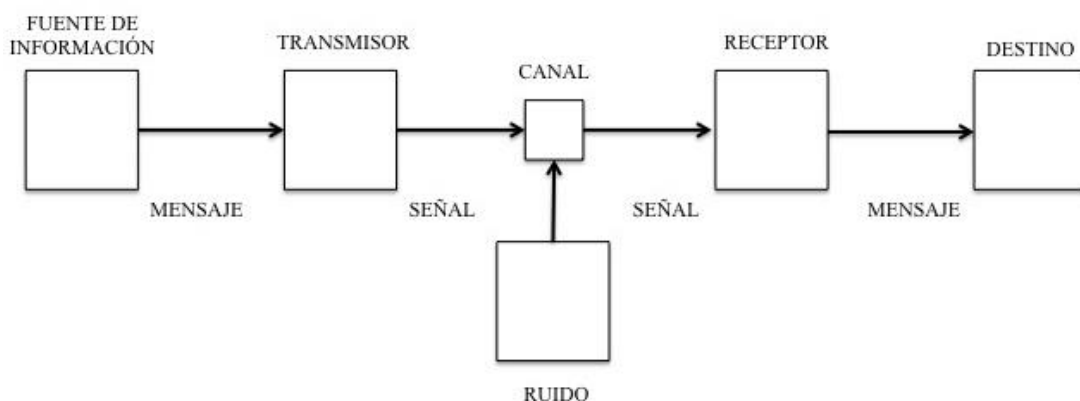 FUENTE DE
INFORMACIÓN
TRANSMISOR
CANAL
RECEPTOR
DESTINO
MENSAJE
SEÑAL
SEÑAL
MENSAJE
RUIDO